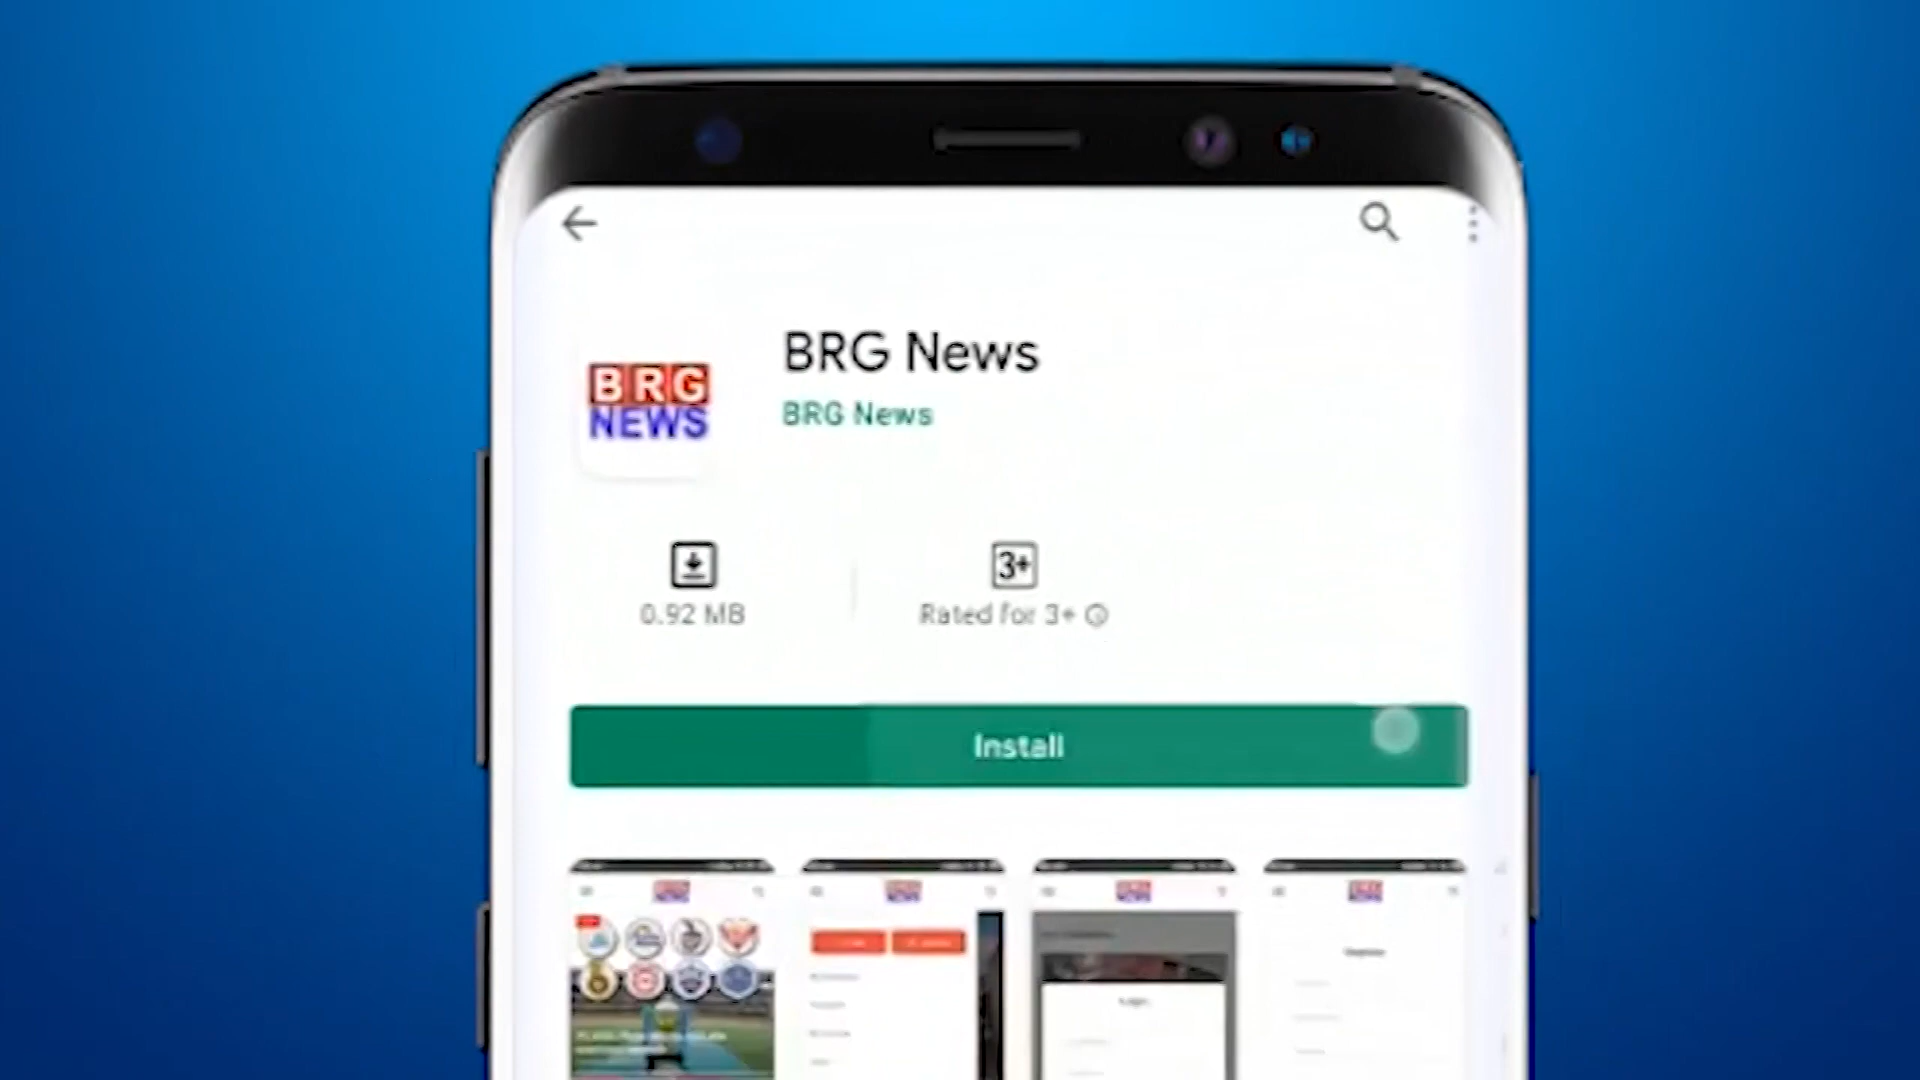 BRG News
BRG
NEWS
BRG News
3+
0.92 MB
Rated for 3+
Install